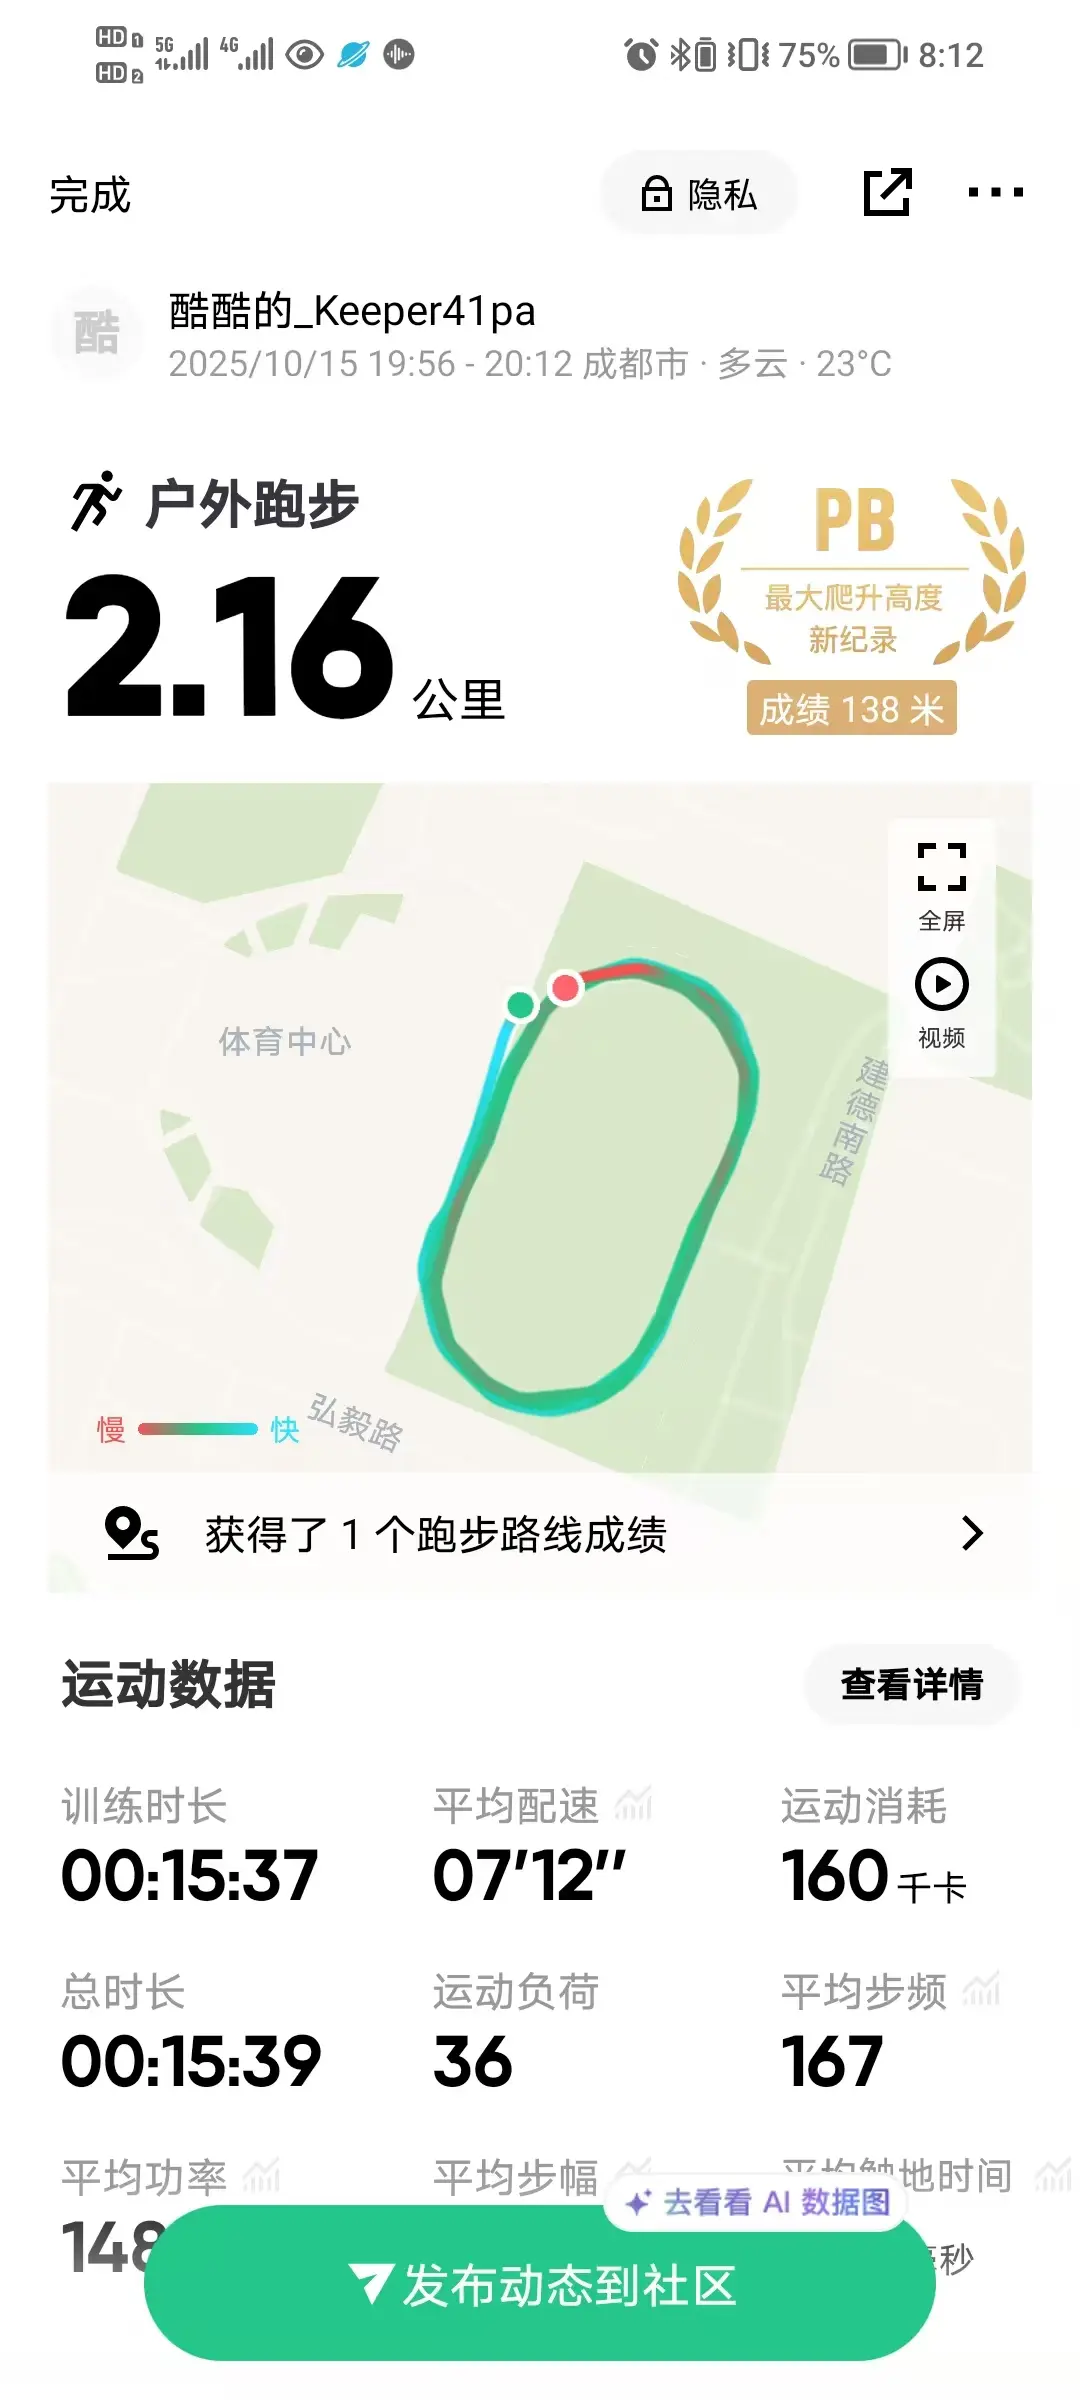 HD 1 5G 4G 75% 8:12
HD 2
完成 隐私
酷 酷酷的_Keeper41pa
2025/10/15 19:56 - 20:12 成都市 · 多云 · 23°C
户外跑步
PB
最大爬升高度
新纪录
2.16 公里
成绩 138 米
全屏
视频
体育中心
建德南路
慢 快
弘毅路
获得了 1 个跑步路线成绩
运动数据 查看详情
训练时长 平均配速 运动消耗
00:15:37 07'12'' 160 千卡
总时长 运动负荷 平均步频
00:15:39 36 167
平均功率 平均步幅 平均触地时间
去看看 AI 数据图
148 毫秒
发布动态到社区